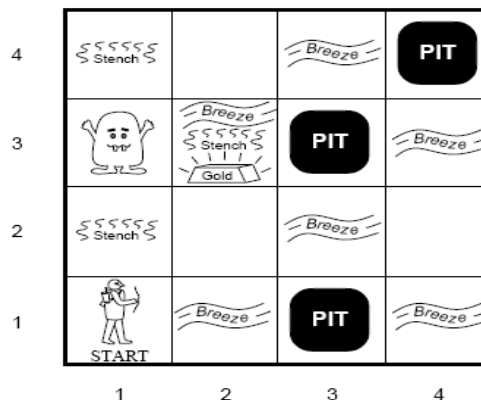 4 Stench Breeze PIT
Breeze
3 Stench PIT Breeze
Gold
2 Stench Breeze
1 Breeze PIT Breeze
START
1 2 3 4